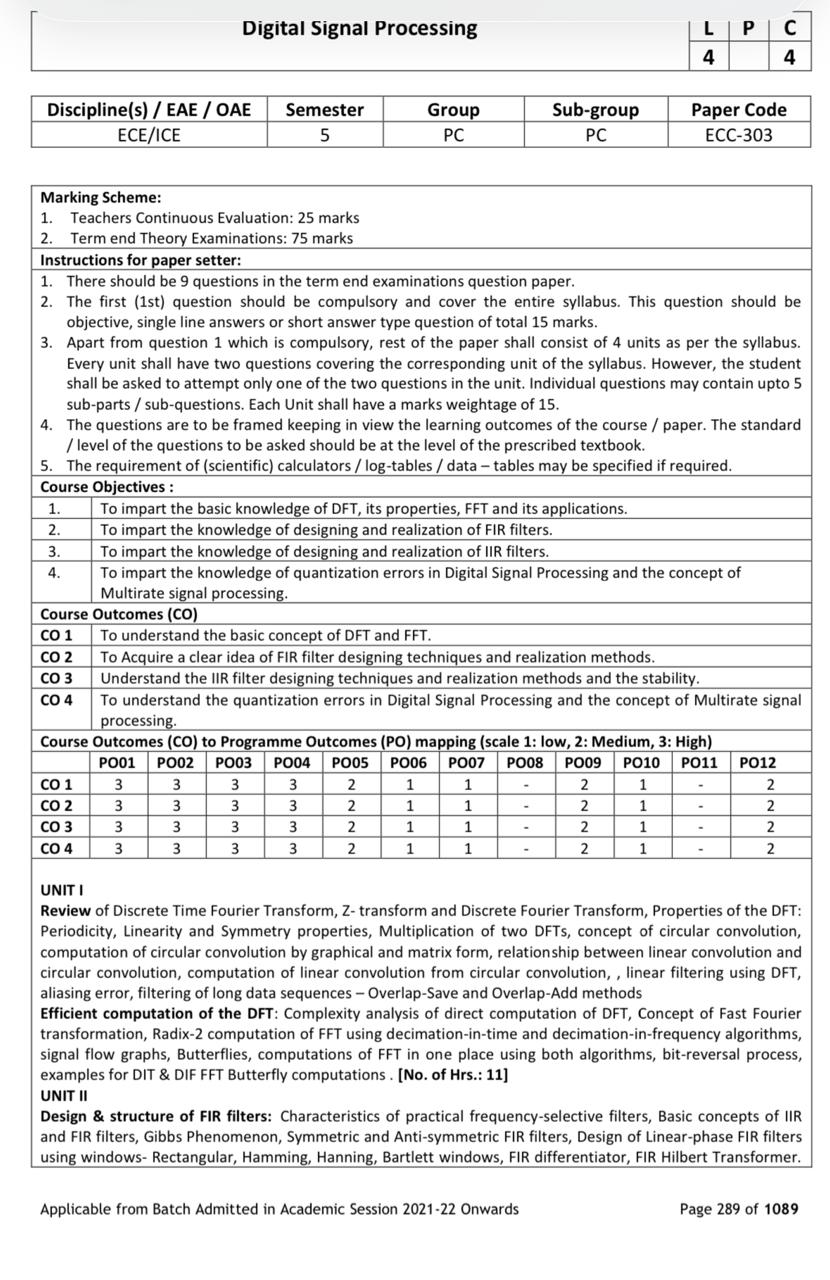 Digital Signal Processing L P C
4 4
Discipline(s) / EAE / OAE Semester Group Sub-group Paper Code
ECE/ICE 5 PC PC ECC-303
Marking Scheme:
1. Teachers Continuous Evaluation: 25 marks
2. Term end Theory Examinations: 75 marks
Instructions for paper setter:
1. There should be 9 questions in the term end examinations question paper.
2. The first (1st) question should be compulsory and cover the entire syllabus. This question should be
objective, single line answers or short answer type question of total 15 marks.
3. Apart from question 1 which is compulsory, rest of the paper shall consist of 4 units as per the syllabus.
Every unit shall have two questions covering the corresponding unit of the syllabus. However, the student
shall be asked to attempt only one of the two questions in the unit. Individual questions may contain upto 5
sub-parts / sub-questions. Each Unit shall have a marks weightage of 15.
4. The questions are to be framed keeping in view the learning outcomes of the course / paper. The standard
/ level of the questions to be asked should be at the level of the prescribed textbook.
5. The requirement of (scientific) calculators / log-tables / data – tables may be specified if required.
Course Objectives :
1. To impart the basic knowledge of DFT, its properties, FFT and its applications.
2. To impart the knowledge of designing and realization of FIR filters.
3. To impart the knowledge of designing and realization of IIR filters.
4. To impart the knowledge of quantization errors in Digital Signal Processing and the concept of
Multirate signal processing.
Course Outcomes (CO)
CO 1 To understand the basic concept of DFT and FFT.
CO 2 To Acquire a clear idea of FIR filter designing techniques and realization methods.
CO 3 Understand the IIR filter designing techniques and realization methods and the stability.
CO 4 To understand the quantization errors in Digital Signal Processing and the concept of Multirate signal
processing.
Course Outcomes (CO) to Programme Outcomes (PO) mapping (scale 1: low, 2: Medium, 3: High)
PO01 PO02 PO03 PO04 PO05 PO06 PO07 PO08 PO09 PO10 PO11 PO12
CO 1 3 3 3 3 2 1 1 - 2 1 - 2
CO 2 3 3 3 3 2 1 1 - 2 1 - 2
CO 3 3 3 3 3 2 1 1 - 2 1 - 2
CO 4 3 3 3 3 2 1 1 - 2 1 - 2
UNIT I
Review of Discrete Time Fourier Transform, Z- transform and Discrete Fourier Transform, Properties of the DFT:
Periodicity, Linearity and Symmetry properties, Multiplication of two DFTs, concept of circular convolution,
computation of circular convolution by graphical and matrix form, relationship between linear convolution and
circular convolution, computation of linear convolution from circular convolution, , linear filtering using DFT,
aliasing error, filtering of long data sequences – Overlap-Save and Overlap-Add methods
Efficient computation of the DFT: Complexity analysis of direct computation of DFT, Concept of Fast Fourier
transformation, Radix-2 computation of FFT using decimation-in-time and decimation-in-frequency algorithms,
signal flow graphs, Butterflies, computations of FFT in one place using both algorithms, bit-reversal process,
examples for DIT & DIF FFT Butterfly computations . [No. of Hrs.: 11]
UNIT II
Design & structure of FIR filters: Characteristics of practical frequency-selective filters, Basic concepts of IIR
and FIR filters, Gibbs Phenomenon, Symmetric and Anti-symmetric FIR filters, Design of Linear-phase FIR filters
using windows- Rectangular, Hamming, Hanning, Bartlett windows, FIR differentiator, FIR Hilbert Transformer.
Applicable from Batch Admitted in Academic Session 2021-22 Onwards Page 289 of 1089